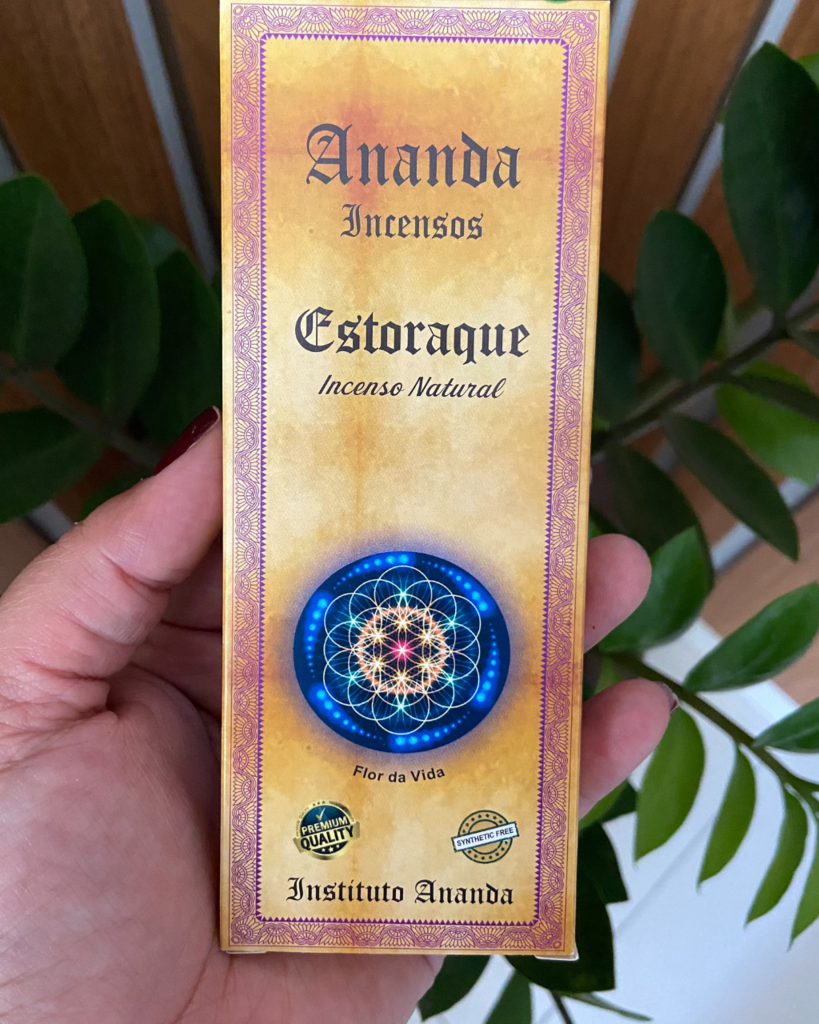 Ananda
Incensos
Estoraque
Incenso Natural
Flor da Vida
PREMIUM
QUALITY
SYNTHETIC FREE
Instituto Ananda